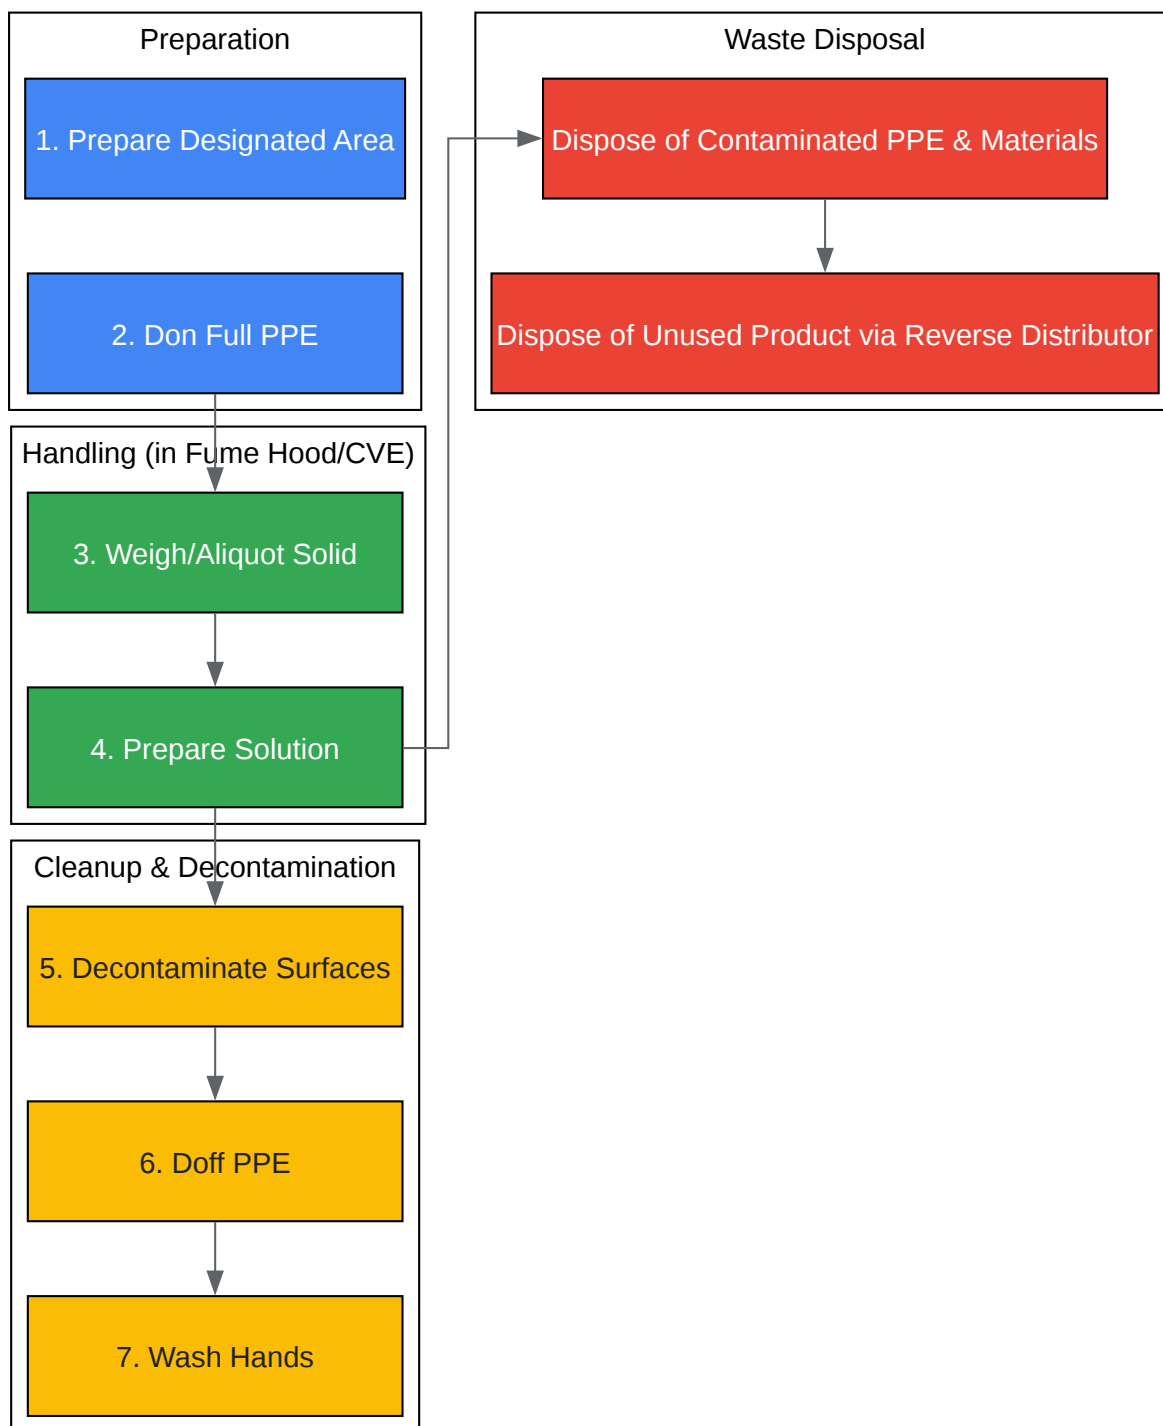 Preparation
1. Prepare Designated Area
2. Don Full PPE
Handling (in Fume Hood/CVE)
3. Weigh/Aliquot Solid
4. Prepare Solution
Cleanup & Decontamination
5. Decontaminate Surfaces
6. Doff PPE
7. Wash Hands
Waste Disposal
Dispose of Contaminated PPE & Materials
Dispose of Unused Product via Reverse Distributor